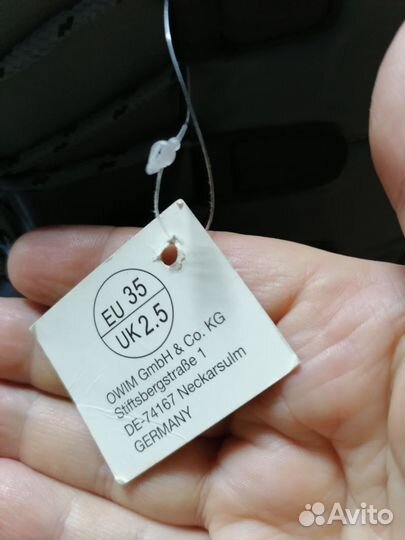 EU 35
UK 2.5
OWIM GmbH & Co. KG
Stiftsbergstraße 1
DE-74167 Neckarsulm
GERMANY
Avito